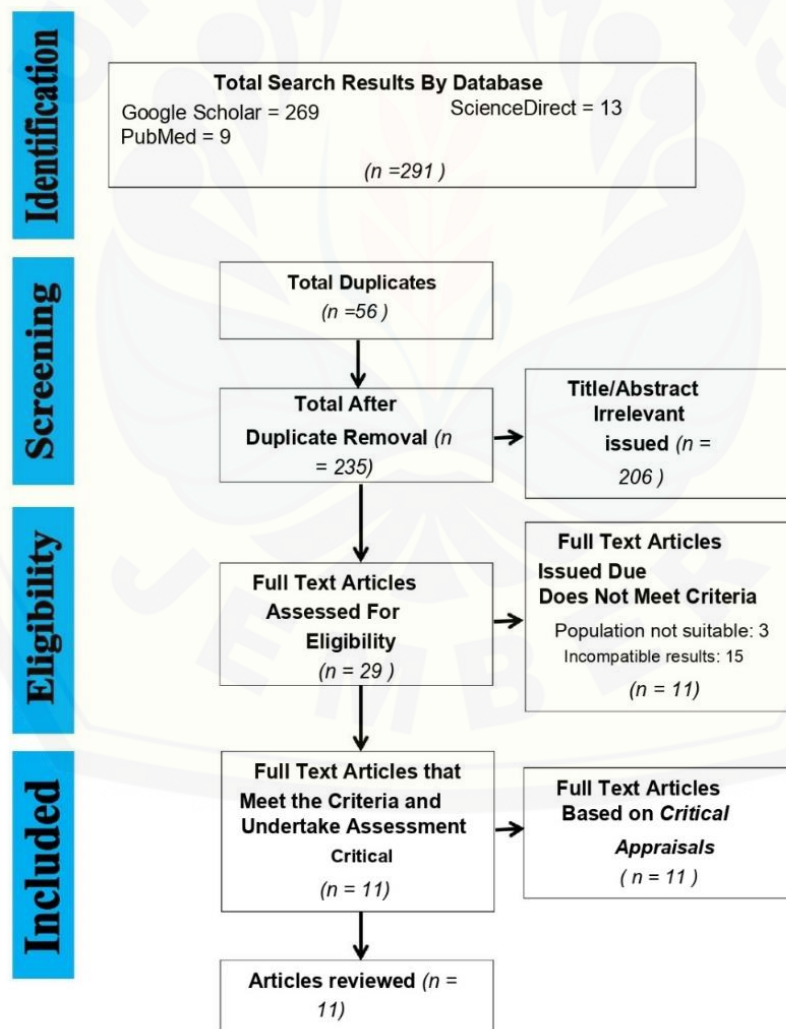 Identification
Total Search Results By Database
Google Scholar = 269
ScienceDirect = 13
PubMed = 9
(n =291 )
Screening
Total Duplicates
(n =56 )
Total After
Duplicate Removal (n
= 235)
Title/Abstract
Irrelevant
issued (n =
206 )
Eligibility
Full Text Articles
Assessed For
Eligibility
(n = 29 )
Full Text Articles
Issued Due
Does Not Meet Criteria
Population not suitable: 3
Incompatible results: 15
(n = 11)
Included
Full Text Articles that
Meet the Criteria and
Undertake Assessment
Critical
(n = 11)
Full Text Articles
Based on Critical
Appraisals
( n = 11 )
Articles reviewed (n =
11)
JEMBER